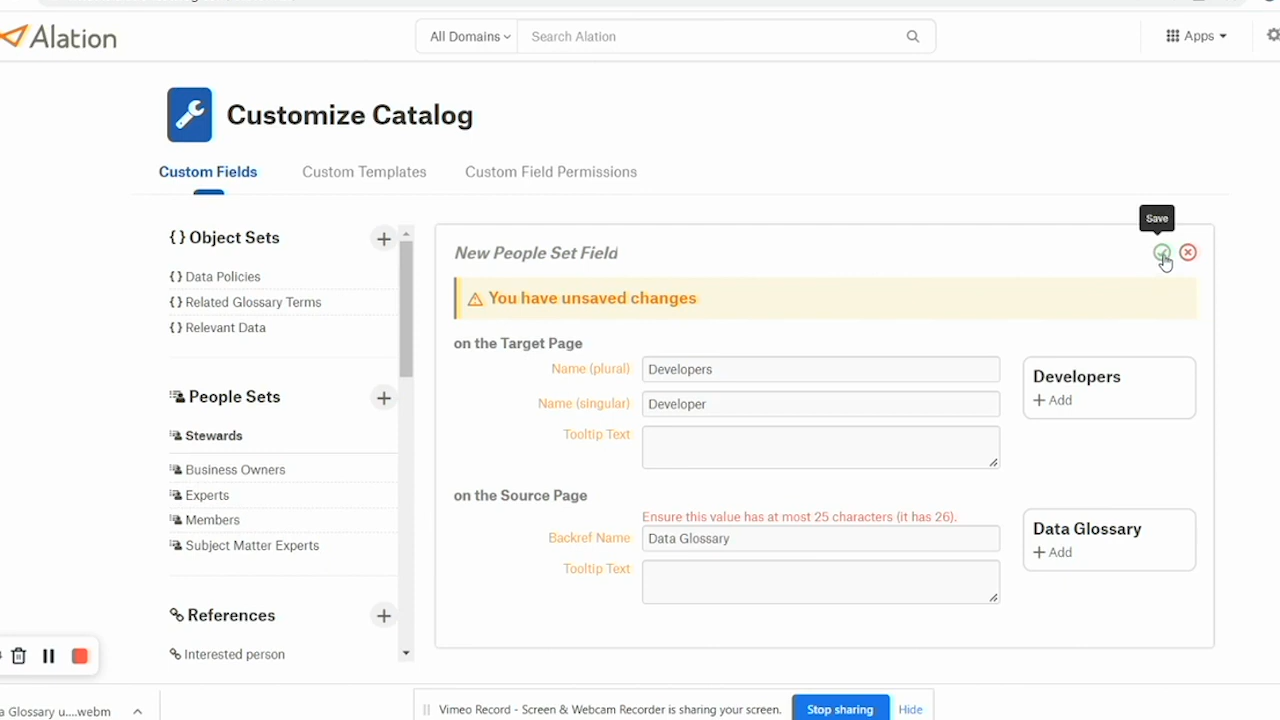 Alation
All Domains
Search Alation
Apps
Customize Catalog
Custom Fields
Custom Templates
Custom Field Permissions
{} Object Sets
{} Data Policies
{} Related Glossary Terms
{} Relevant Data
People Sets
Stewards
Business Owners
Experts
Members
Subject Matter Experts
References
Interested person
Save
New People Set Field
You have unsaved changes
on the Target Page
Name (plural)
Developers
Name (singular)
Developer
Tooltip Text
Developers
+ Add
on the Source Page
Ensure this value has at most 25 characters (it has 26).
Backref Name
Data Glossary
Tooltip Text
Data Glossary
+ Add
a Glossary u....webm
Vimeo Record - Screen & Webcam Recorder is sharing your screen.
Stop sharing
Hide